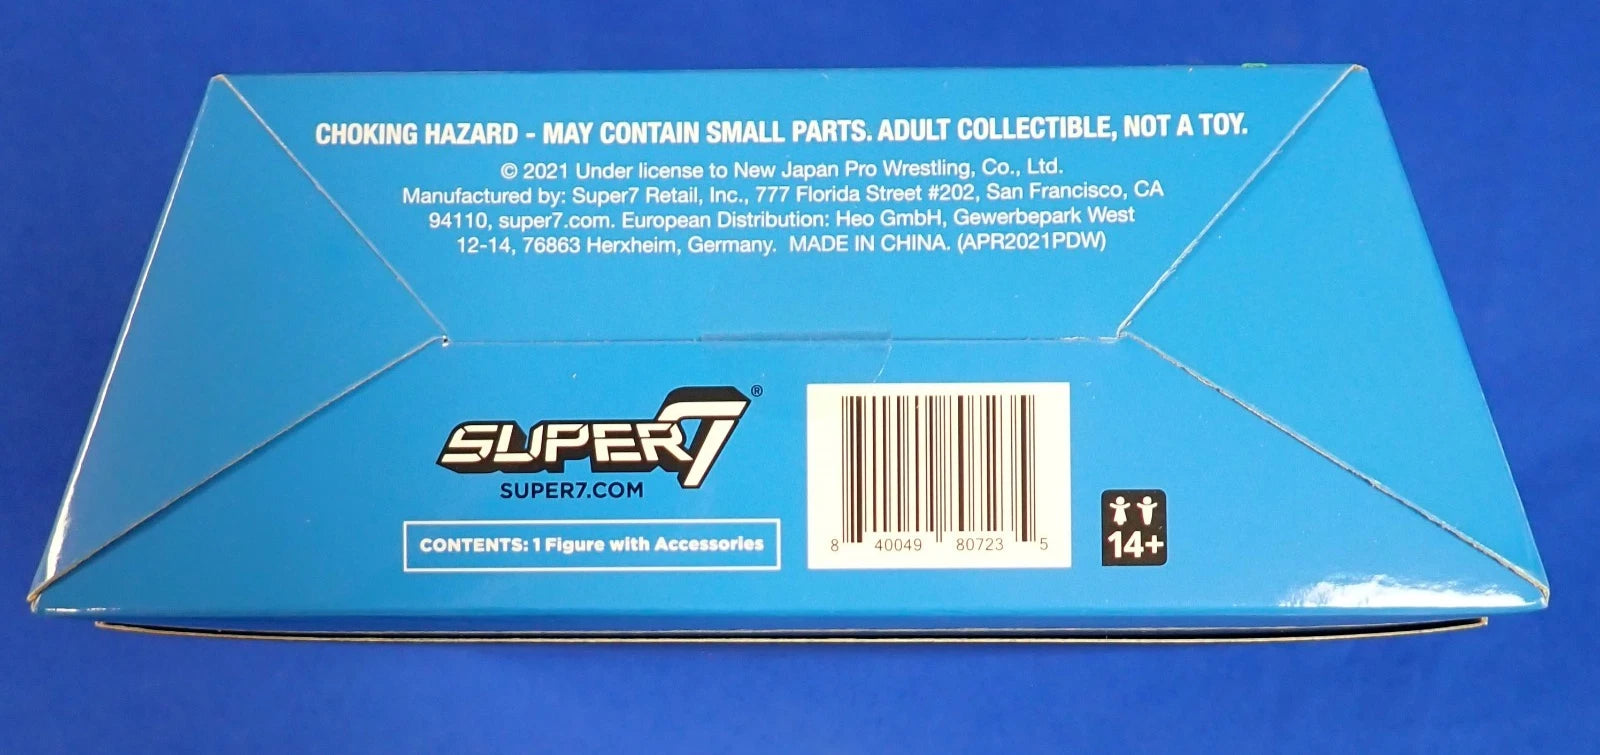 CHOKING HAZARD - MAY CONTAIN SMALL PARTS. ADULT COLLECTIBLE, NOT A TOY.
© 2021 Under license to New Japan Pro Wrestling, Co., Ltd.
Manufactured by: Super7 Retail, Inc., 777 Florida Street #202, San Francisco, CA
94110, super7.com. European Distribution: Heo GmbH, Gewerbepark West
12-14, 76863 Herxheim, Germany. MADE IN CHINA. (APR2021PDW)
SUPER7®
SUPER7.COM
CONTENTS: 1 Figure with Accessories
8 40049 80723 5
14+